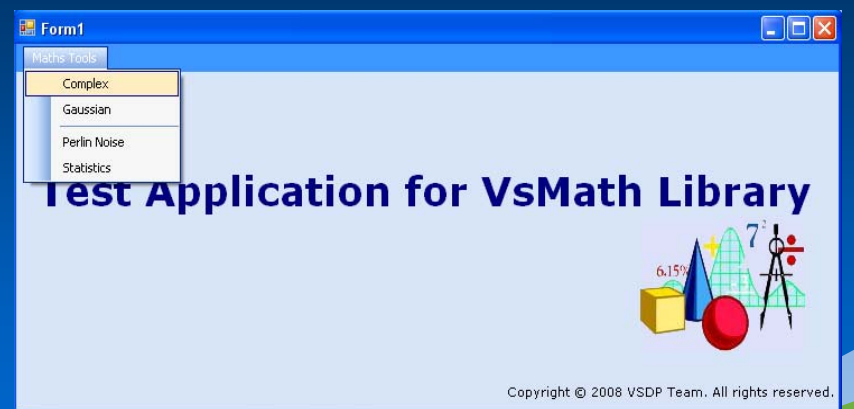 Form1
Maths Tools
Complex
Gaussian
Perlin Noise
Statistics
Test Application for VsMath Library
7²
6.15%
Copyright © 2008 VSDP Team. All rights reserved.